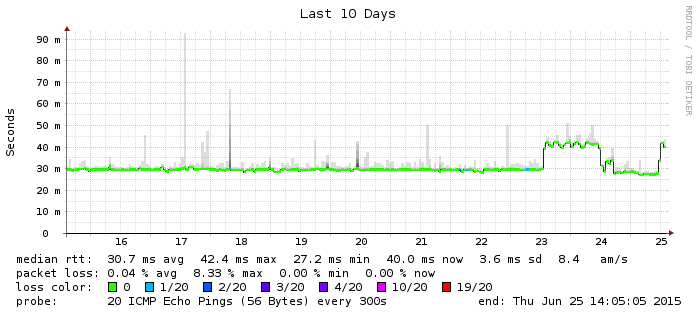 Last 10 Days
RRDTOOL / TOBI OETIKER
Seconds
90 m
80 m
70 m
60 m
50 m
40 m
30 m
20 m
10 m
0
16 17 18 19 20 21 22 23 24 25
median rtt: 30.7 ms avg 42.4 ms max 27.2 ms min 40.0 ms now 3.6 ms sd 8.4 am/s
packet loss: 0.04 % avg 8.33 % max 0.00 % min 0.00 % now
loss color: 0 1/20 2/20 3/20 4/20 10/20 19/20
probe: 20 ICMP Echo Pings (56 Bytes) every 300s end: Thu Jun 25 14:05:05 2015